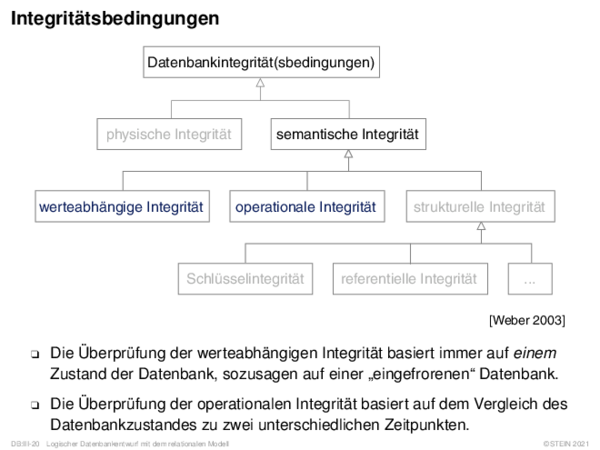 Integritätsbedingungen
Datenbankintegrität(sbedingungen)
physische Integrität
semantische Integrität
werteabhängige Integrität
operationale Integrität
strukturelle Integrität
Schlüsselintegrität
referentielle Integrität
...
[Weber 2003]
❑ Die Überprüfung der werteabhängigen Integrität basiert immer auf einem
Zustand der Datenbank, sozusagen auf einer „eingefrorenen“ Datenbank.
❑ Die Überprüfung der operationalen Integrität basiert auf dem Vergleich des
Datenbankzustandes zu zwei unterschiedlichen Zeitpunkten.
DB:III-20 Logischer Datenbankentwurf mit dem relationalen Modell
©STEIN 2021